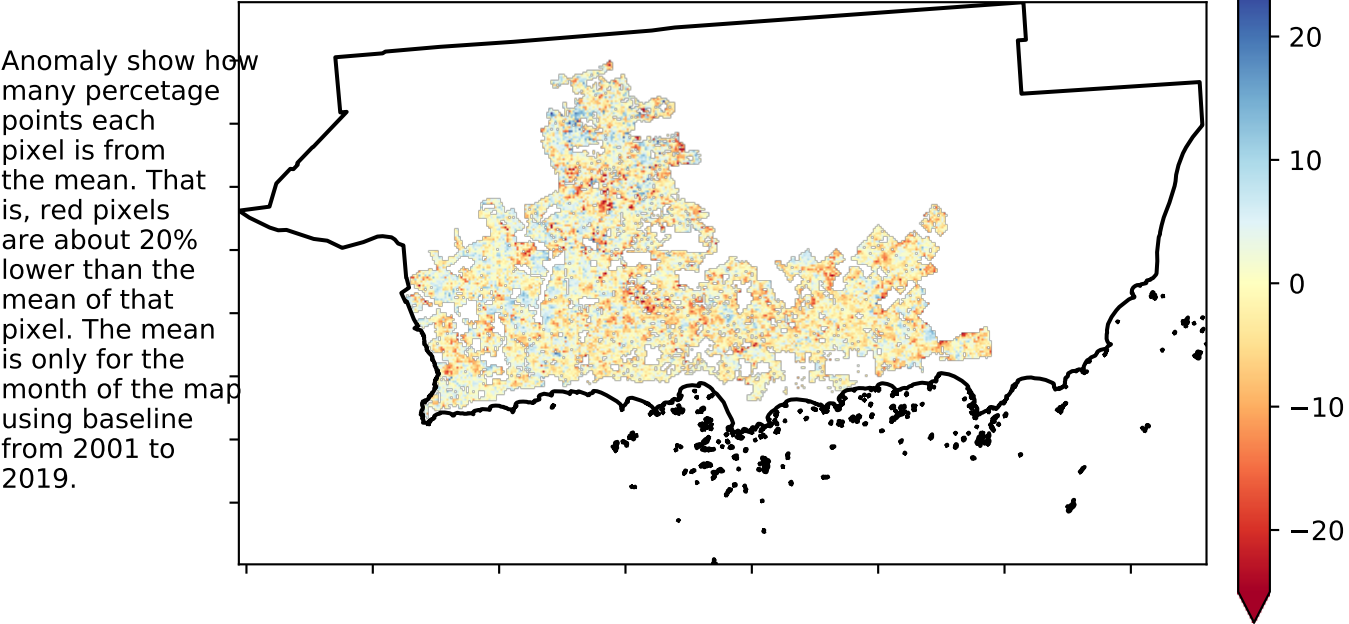 Anomaly show how
many percetage
points each
pixel is from
the mean. That
is, red pixels
are about 20%
lower than the
mean of that
pixel. The mean
is only for the
month of the map
using baseline
from 2001 to
2019.
20
10
0
−10
−20